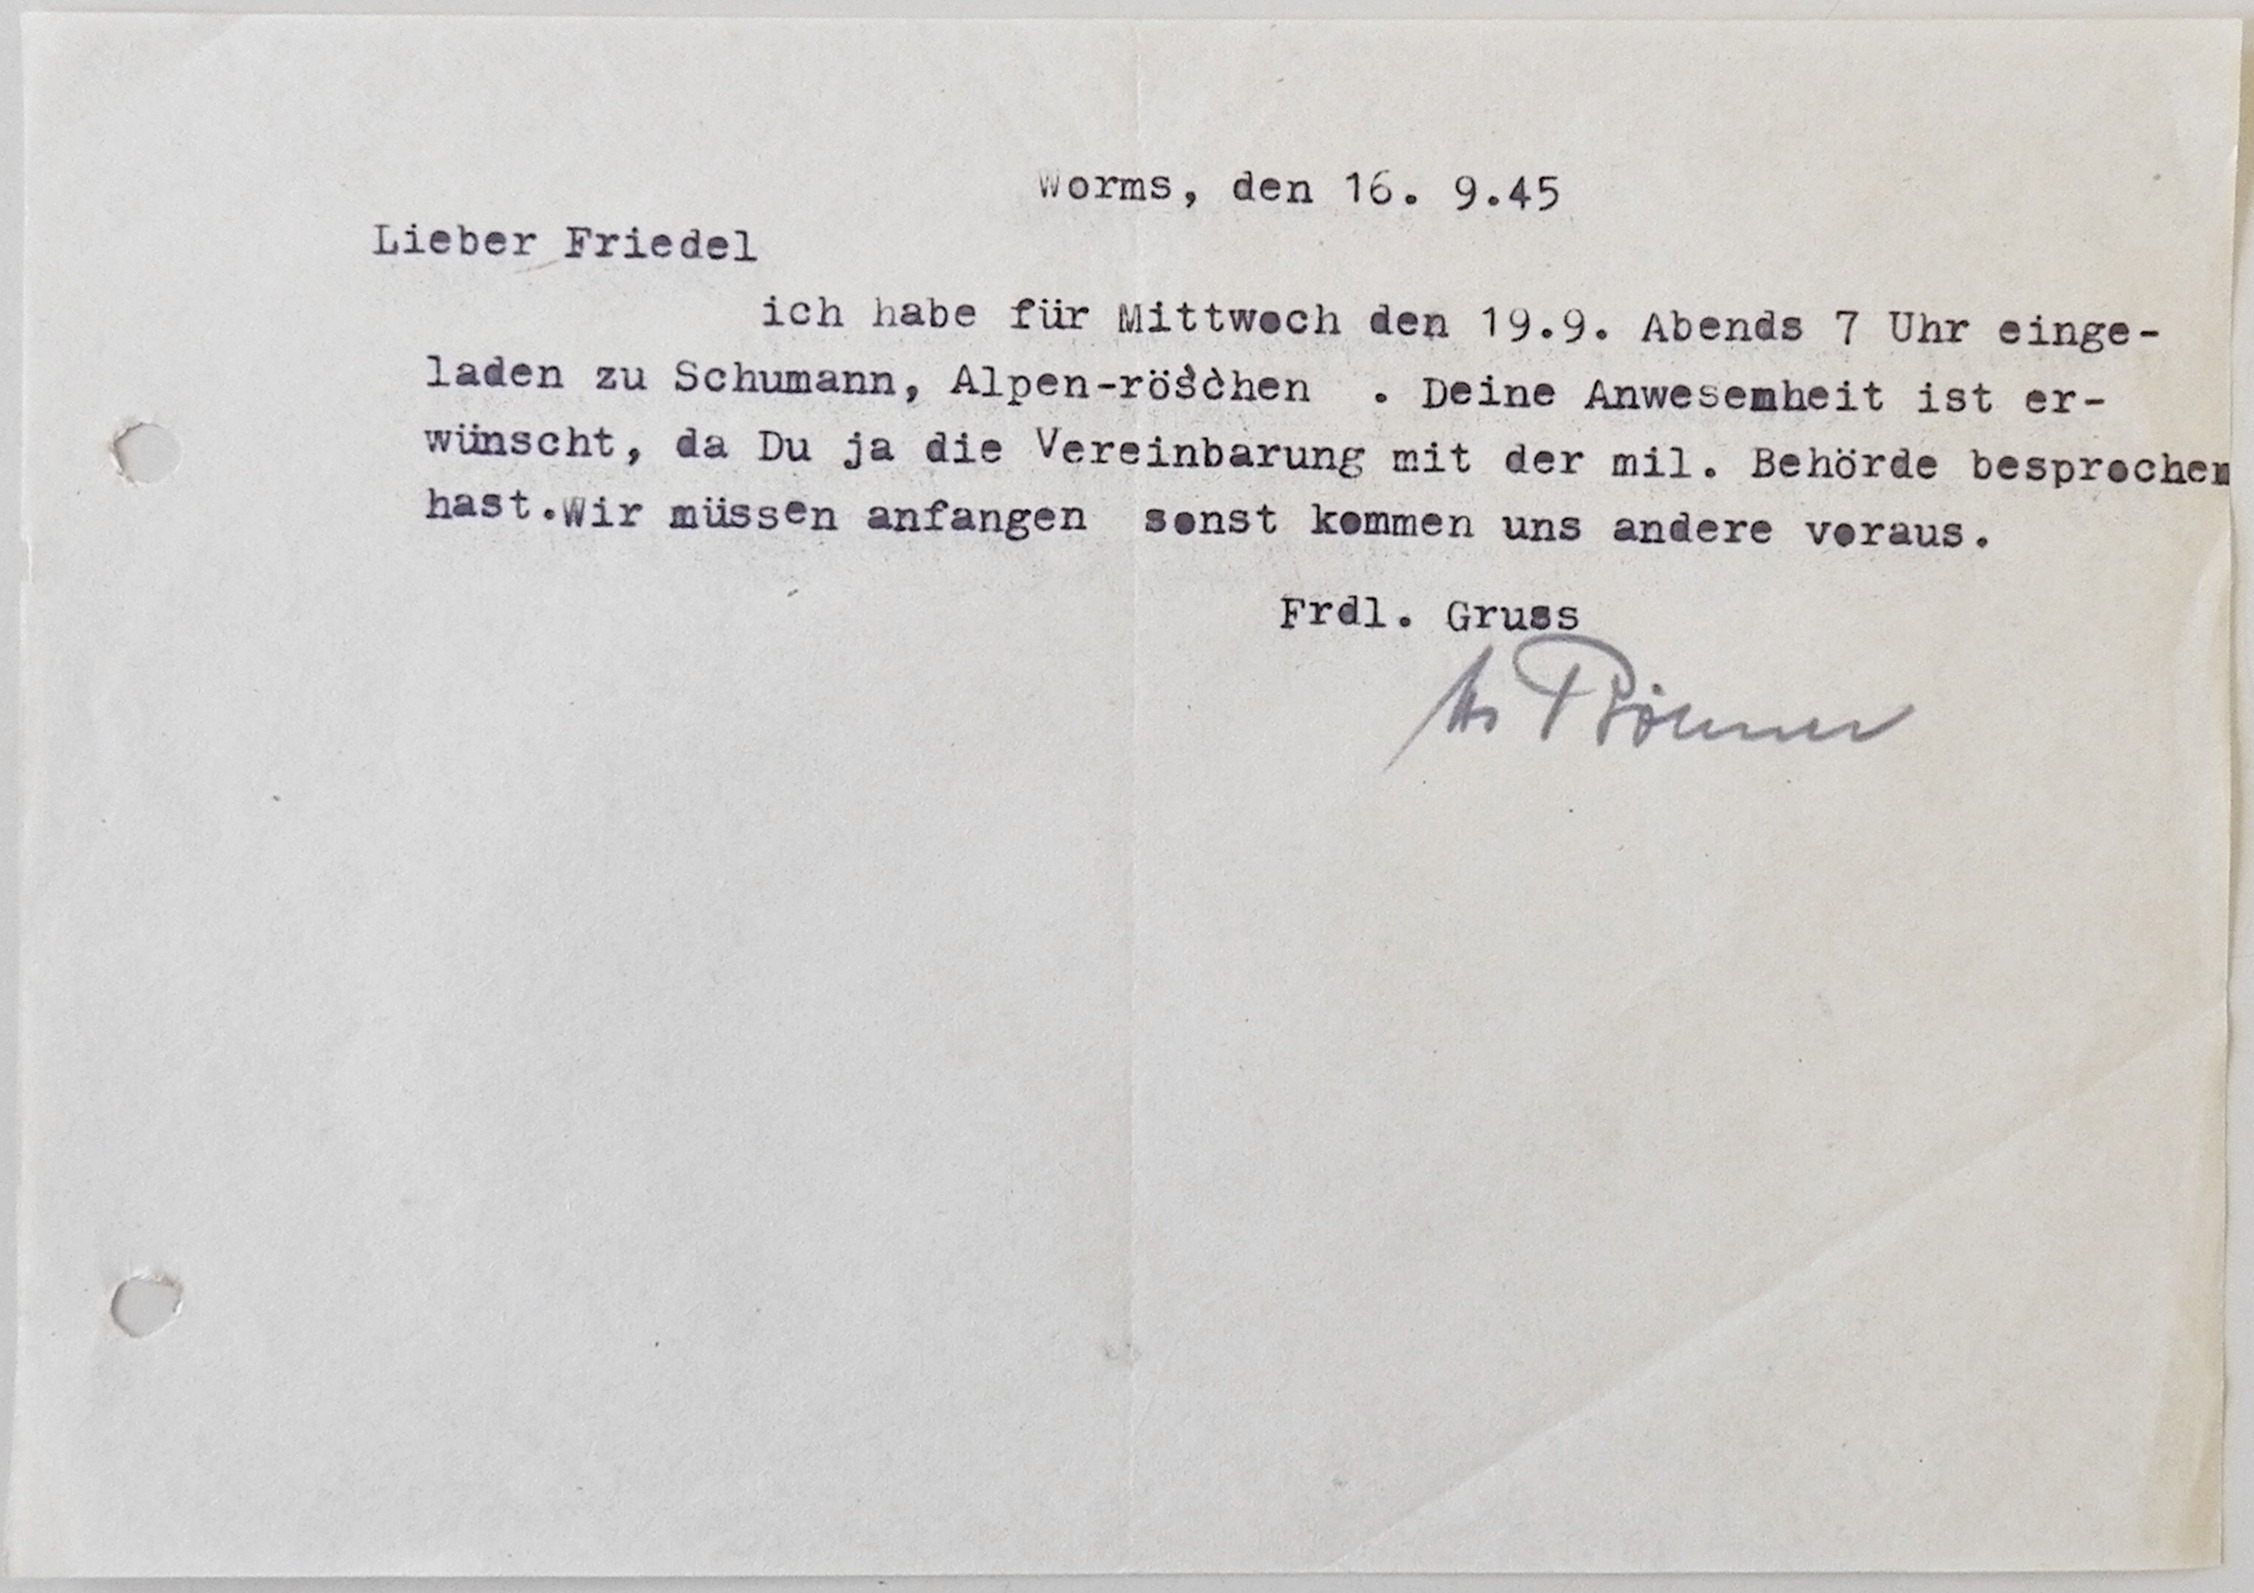 Worms, den 16. 9.45
Lieber Friedel
ich habe für Mittwoch den 19.9. Abends 7 Uhr einge-
laden zu Schumann, Alpen-röschen . Deine Anwesenheit ist er-
wünscht, da Du ja die Vereinbarung mit der mil. Behörde besprochen
hast.Wir müssen anfangen sonst kommen uns andere voraus.
Frdl. Gruss